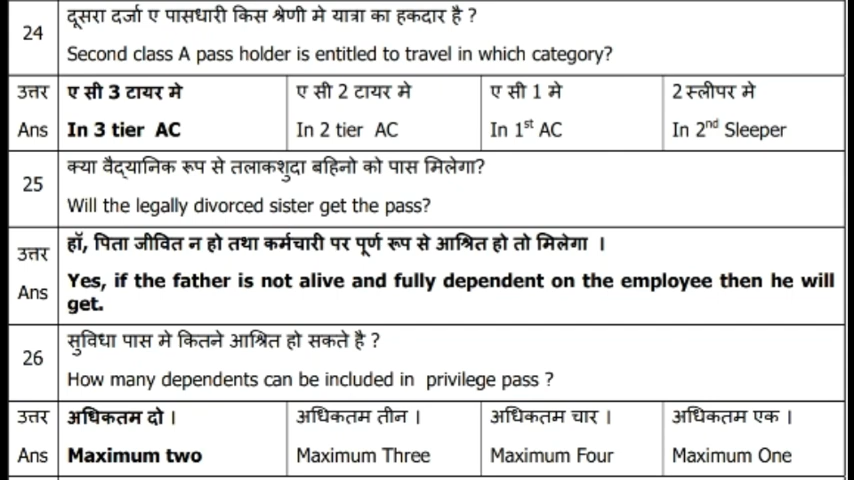 24
दूसरा दर्जा ए पासधारी किस श्रेणी मे यात्रा का हकदार है ?
Second class A pass holder is entitled to travel in which category?
उत्तर ए सी 3 टायर मे ए सी 2 टायर मे ए सी 1 मे 2 स्लीपर मे
Ans In 3 tier AC In 2 tier AC In 1st AC In 2nd Sleeper
25
क्या वैद्यानिक रूप से तलाकशुदा बहिनो को पास मिलेगा?
Will the legally divorced sister get the pass?
उत्तर हॉ, पिता जीवित न हो तथा कर्मचारी पर पूर्ण रूप से आश्रित हो तो मिलेगा ।
Ans Yes, if the father is not alive and fully dependent on the employee then he will
get.
26
सुविधा पास मे कितने आश्रित हो सकते है ?
How many dependents can be included in privilege pass ?
उत्तर अधिकतम दो । अधिकतम तीन । अधिकतम चार । अधिकतम एक ।
Ans Maximum two Maximum Three Maximum Four Maximum One